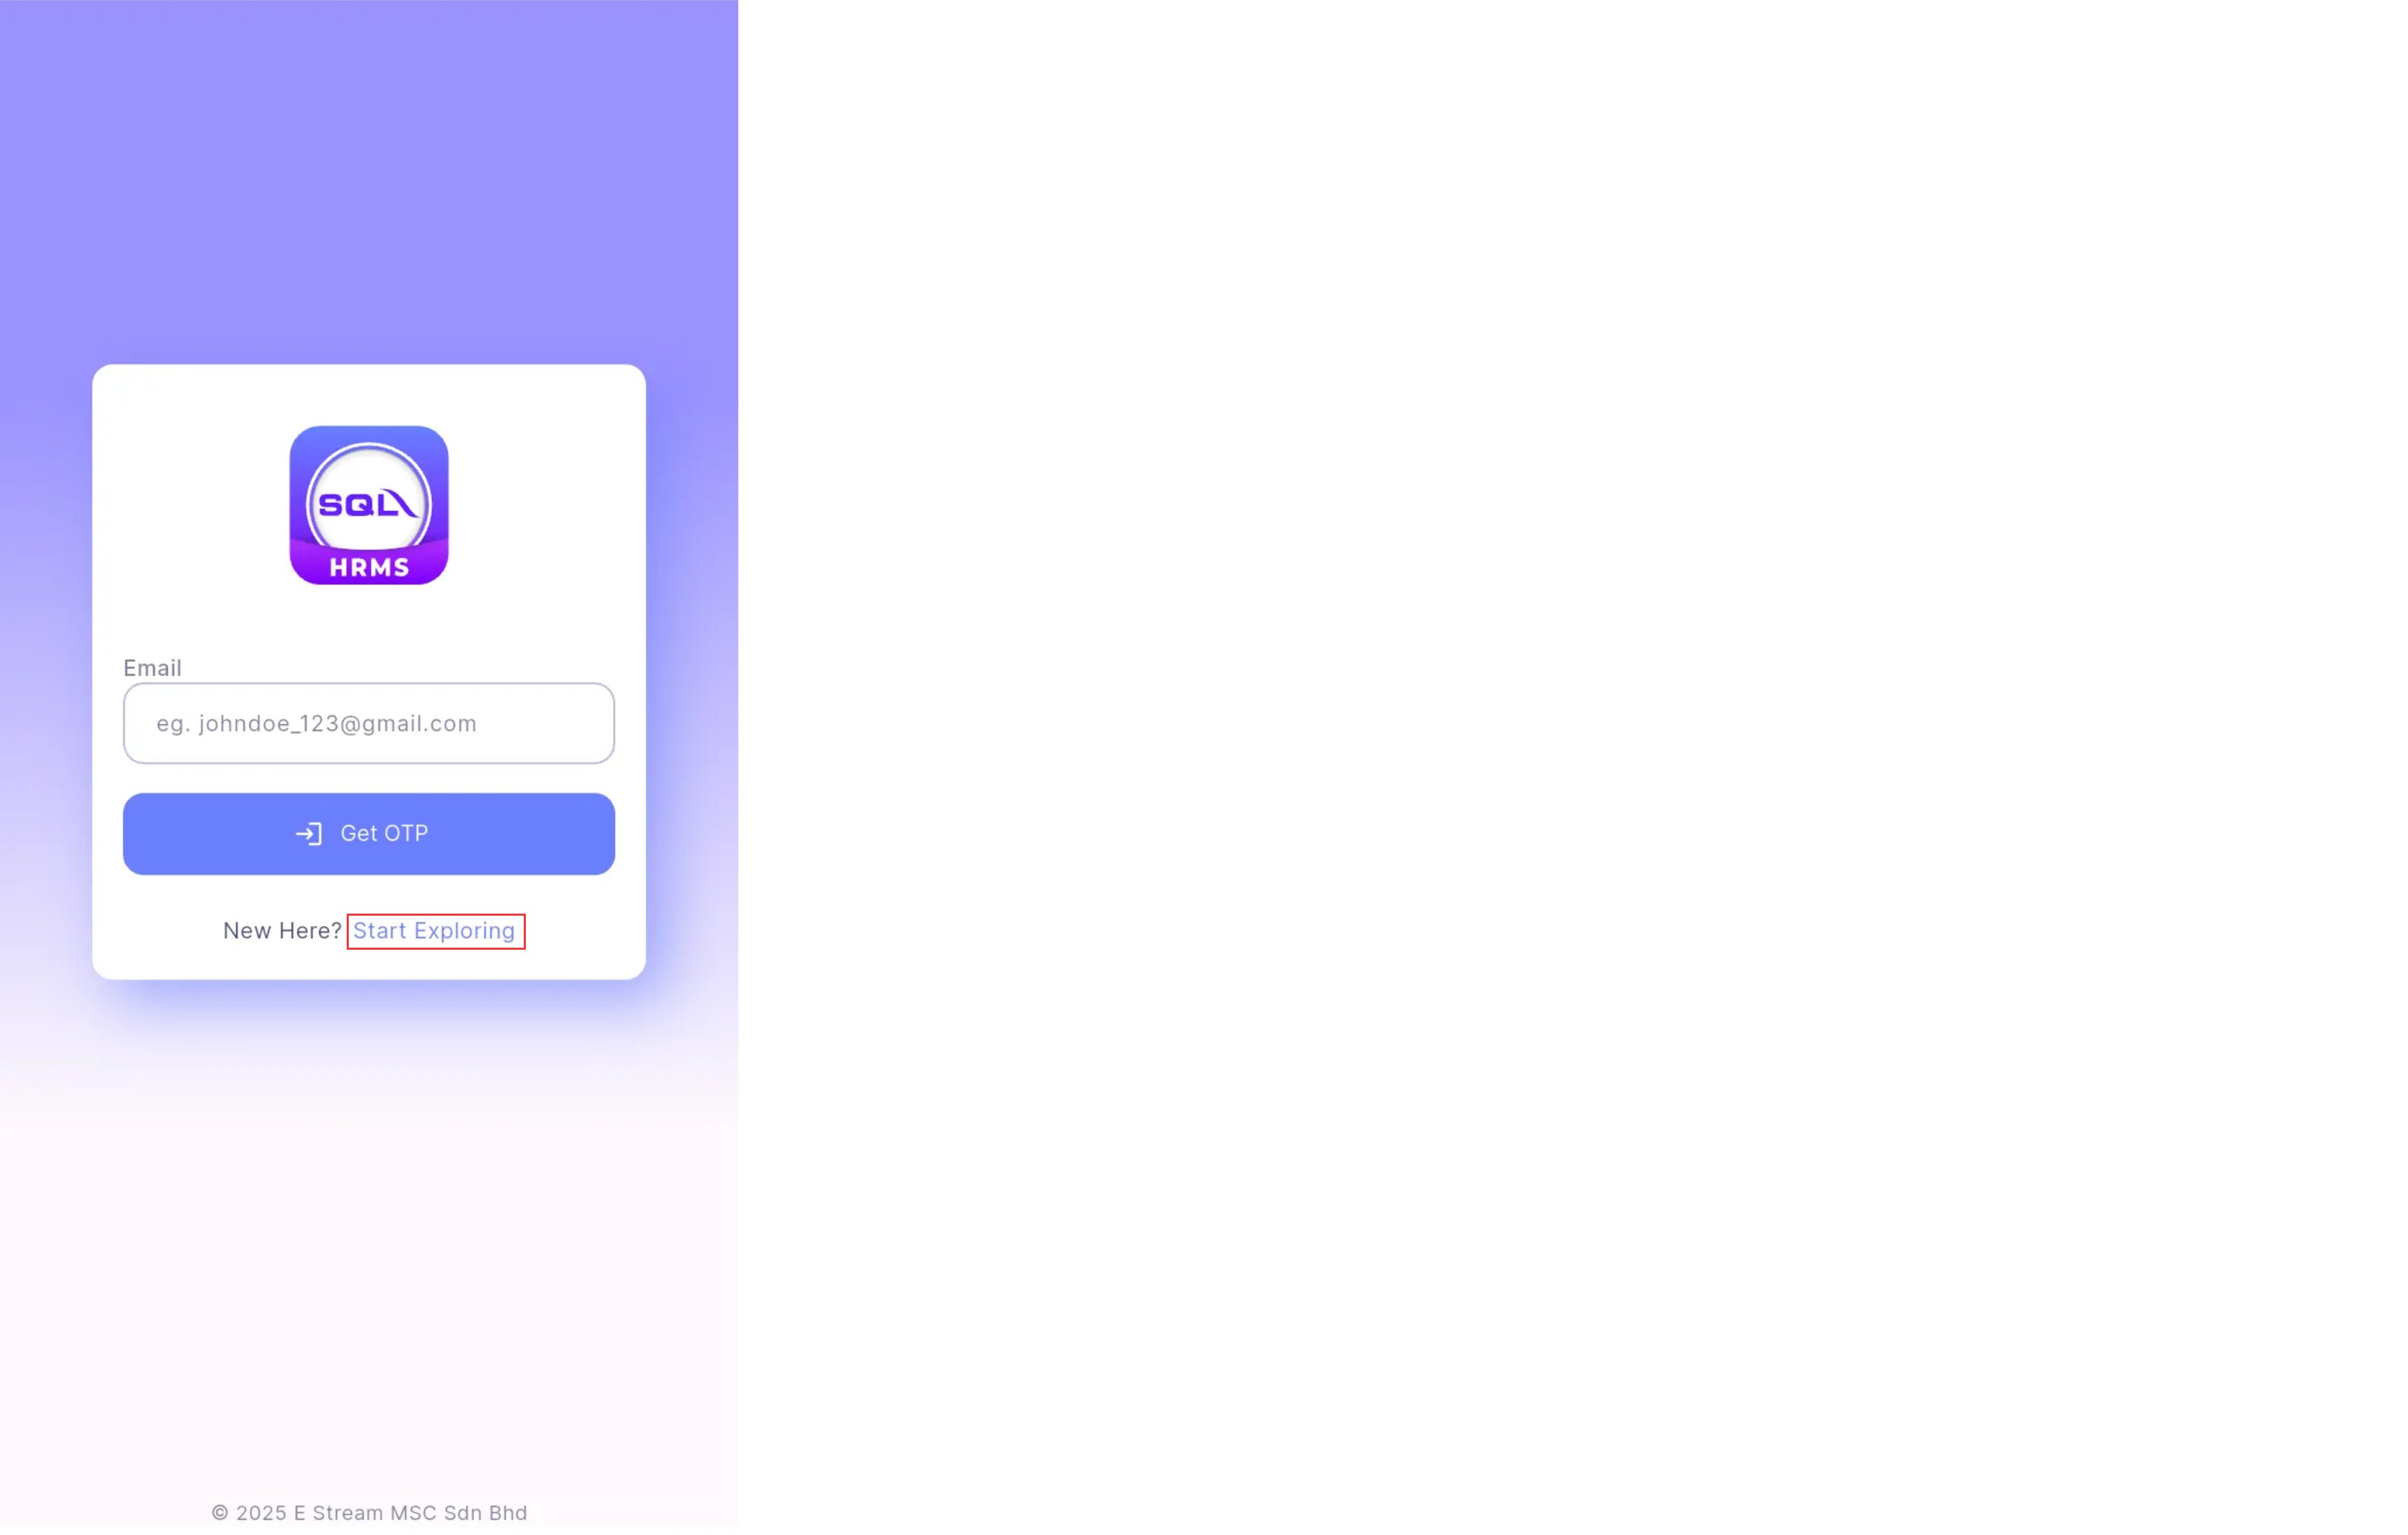 SQL
HRMS
Email
eg. johndoe_123@gmail.com
Get OTP
New Here? Start Exploring
© 2025 E Stream MSC Sdn Bhd